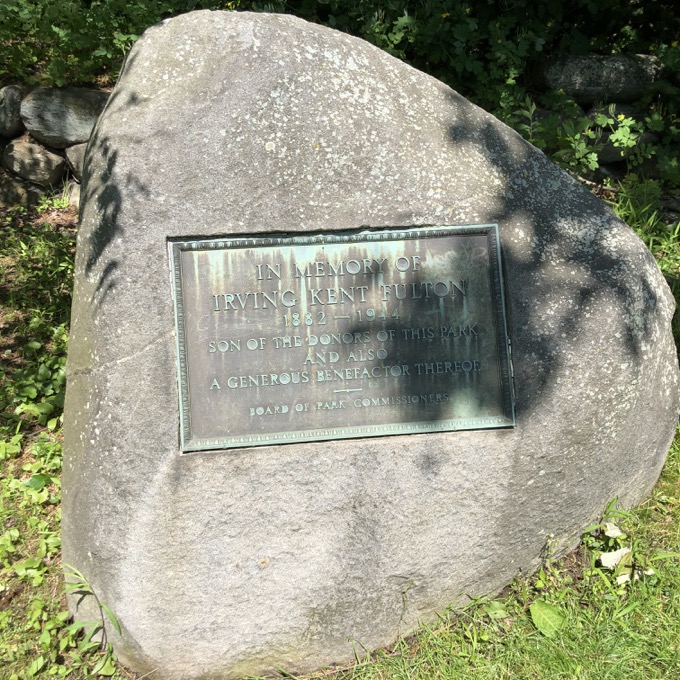 IN MEMORY OF
IRVING KENT FULTON
1882 — 1944
SON OF THE DONORS OF THIS PARK
AND ALSO
A GENEROUS BENEFACTOR THEREOF
BOARD OF PARK COMMISSIONERS